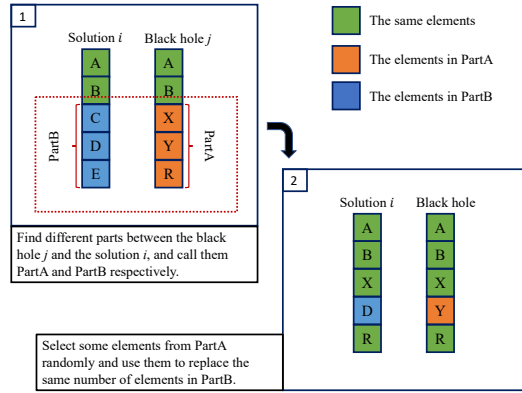 1
Solution i
Black hole j
A
B
C
D
E
A
B
X
Y
R
PartB
PartA
Find different parts between the black
hole j and the solution i, and call them
PartA and PartB respectively.
The same elements
The elements in PartA
The elements in PartB
2
Solution i
Black hole
A
B
X
D
R
A
B
X
Y
R
Select some elements from PartA
randomly and use them to replace the
same number of elements in PartB.